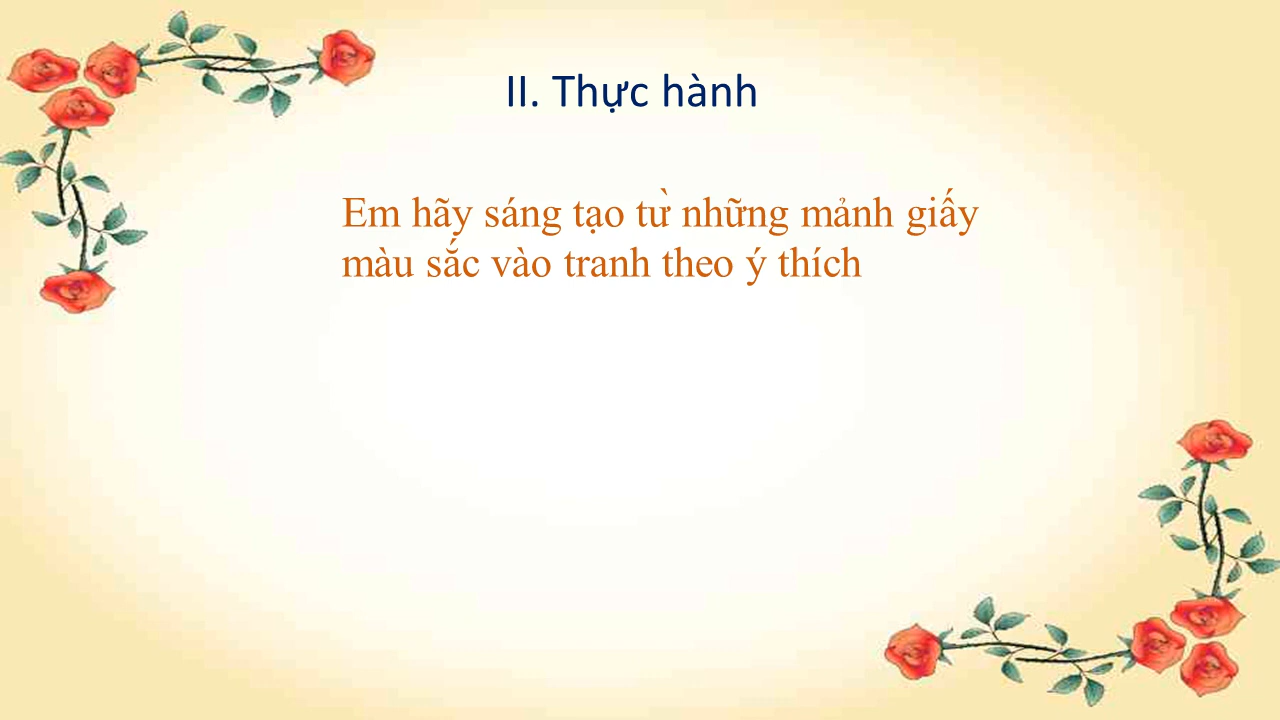 II. Thực hành
Em hãy sáng tạo từ những mảnh giấy
màu sắc vào tranh theo ý thích